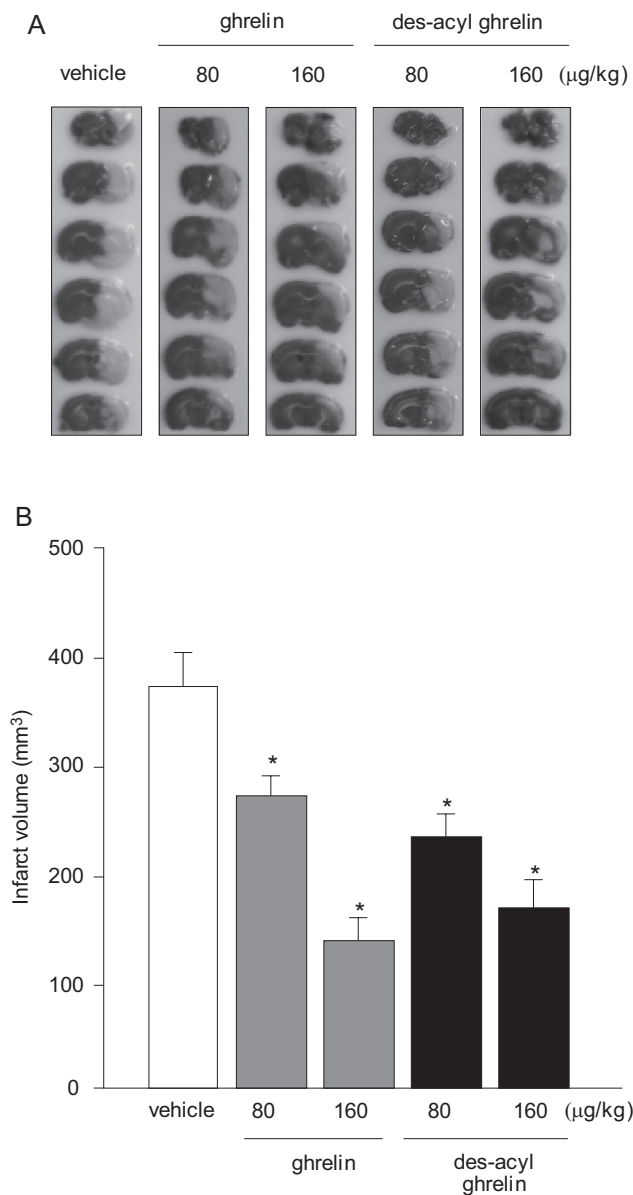 A
ghrelin
des-acyl ghrelin
vehicle 80 160 80 160 (μg/kg)
B
500
400
300
200
100
0
Infarct volume (mm³)
*
*
*
*
vehicle 80 160 80 160 (μg/kg)
ghrelin
des-acyl
ghrelin